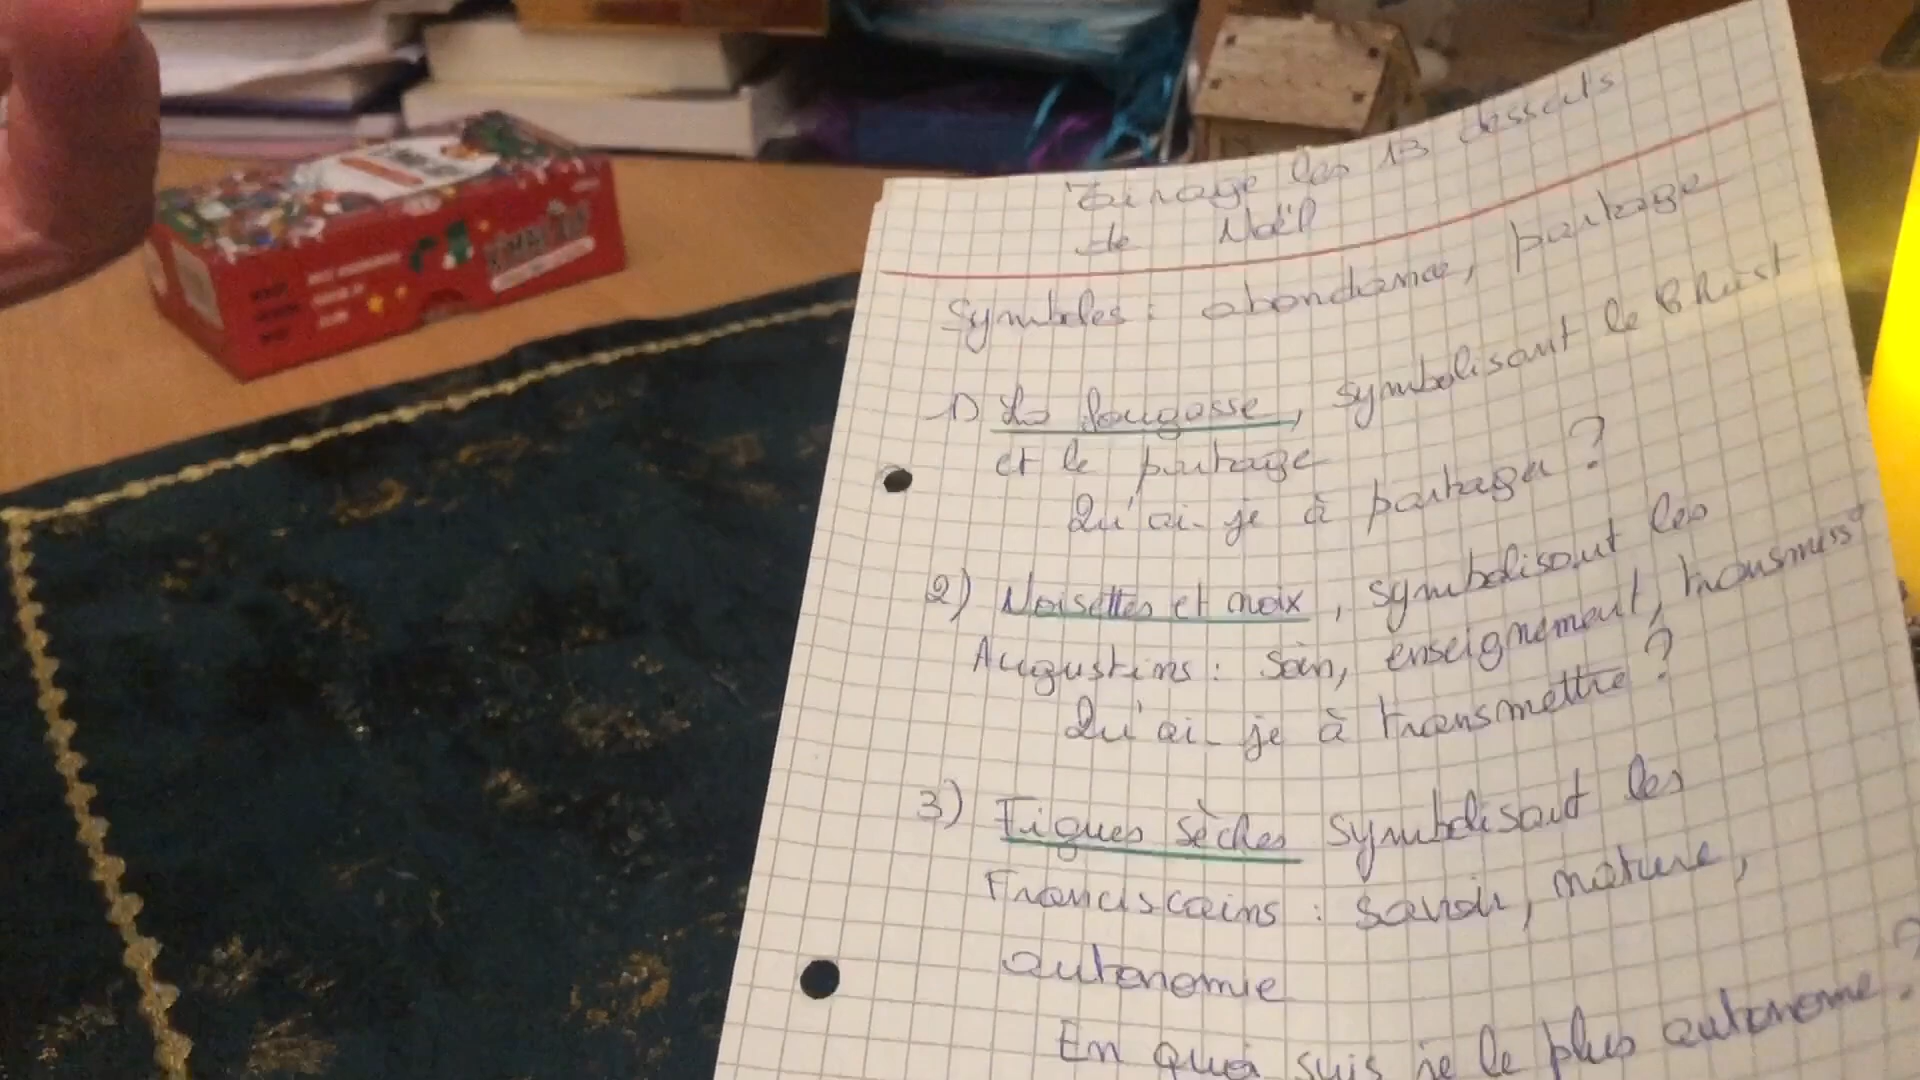 Tirage les 13 desserts
de Noël
Symboles : abondance, partage
1) La fougasse, symbolisant le Christ
et le partage
Qu'ai-je à partager ?
2) Noisettes et noix, symbolisant les
Augustins : soin, enseignement, transmiss°
Qu'ai-je à transmettre ?
3) Figues sèches symbolisant les
Franciscains : savoir, nature,
autonomie
En quoi suis je le plus autonome ?